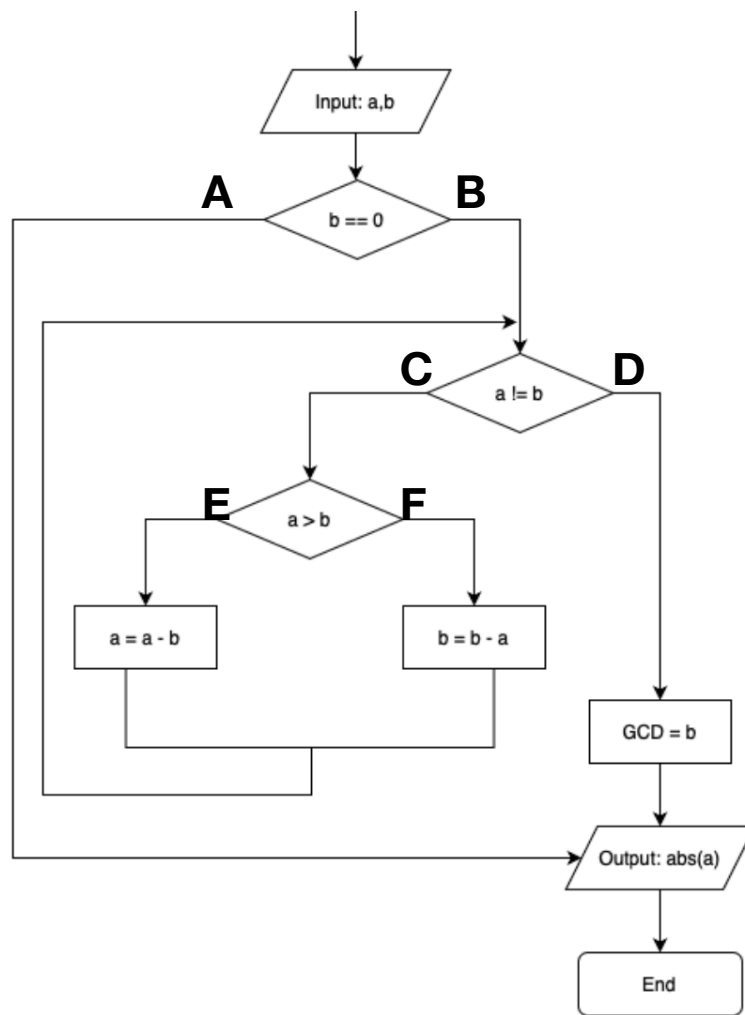 Input: a,b
A
B
b == 0
C
D
a != b
E
F
a > b
a = a - b
b = b - a
GCD = b
Output: abs(a)
End